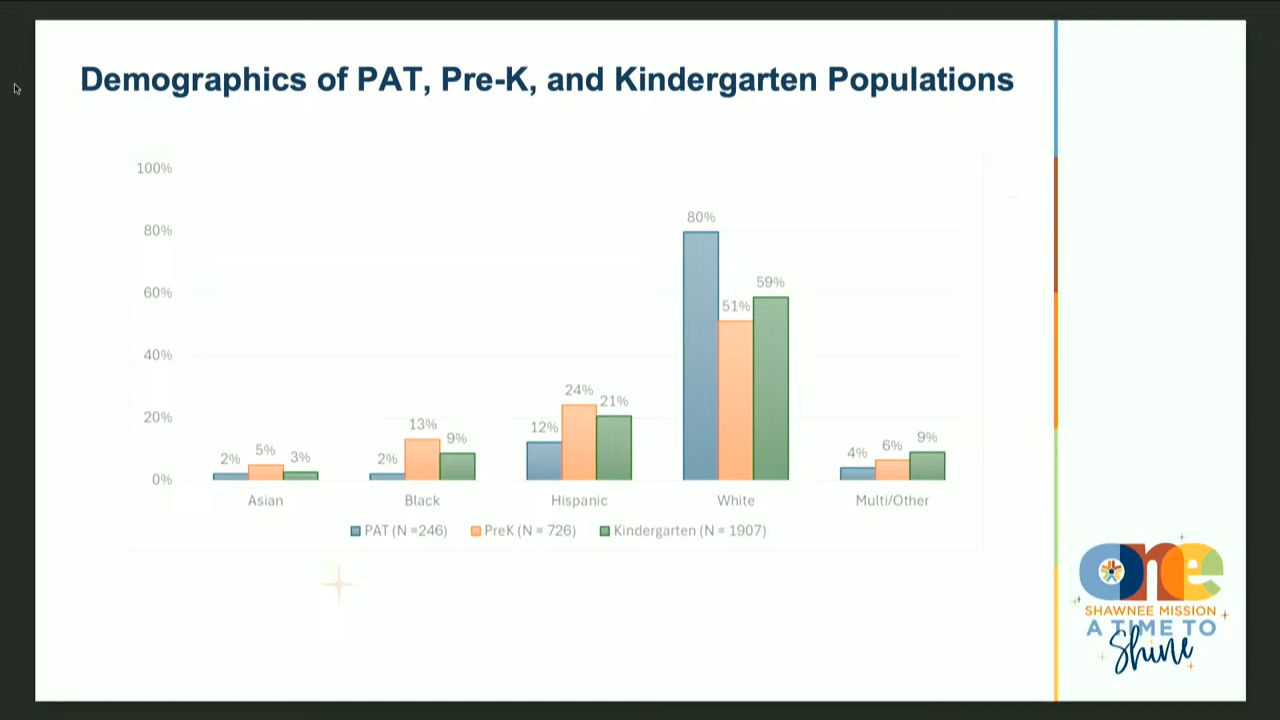 Demographics of PAT, Pre-K, and Kindergarten Populations
100%
80%
60%
40%
20%
0%
2%
5%
3%
2%
13%
9%
12%
24%
21%
80%
51%
59%
4%
6%
9%
Asian
Black
Hispanic
White
Multi/Other
PAT (N =246)
PreK (N = 726)
Kindergarten (N = 1907)
one
SHAWNEE MISSION
A TIME TO
Shine